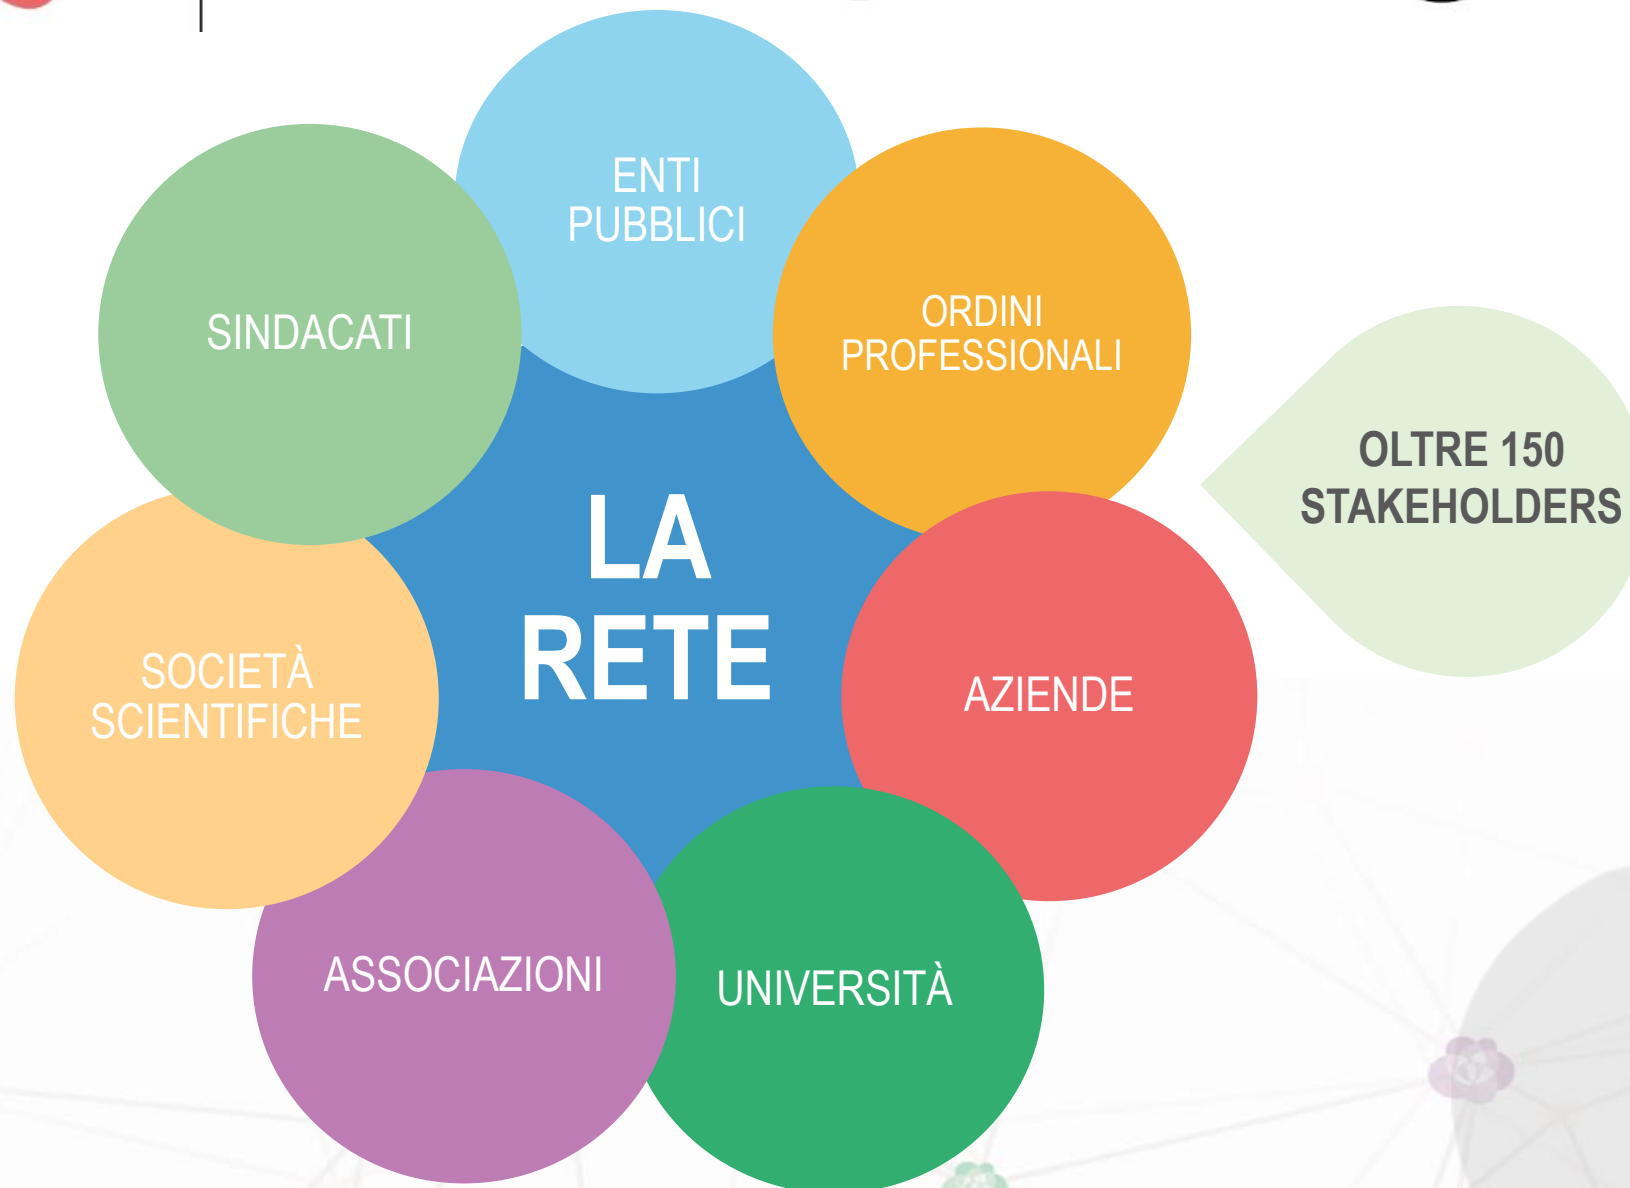 ENTI
PUBBLICI
ORDINI
PROFESSIONALI
SINDACATI
OLTRE 150
STAKEHOLDERS
LA
RETE
SOCIETÀ
SCIENTIFICHE
AZIENDE
ASSOCIAZIONI
UNIVERSITÀ